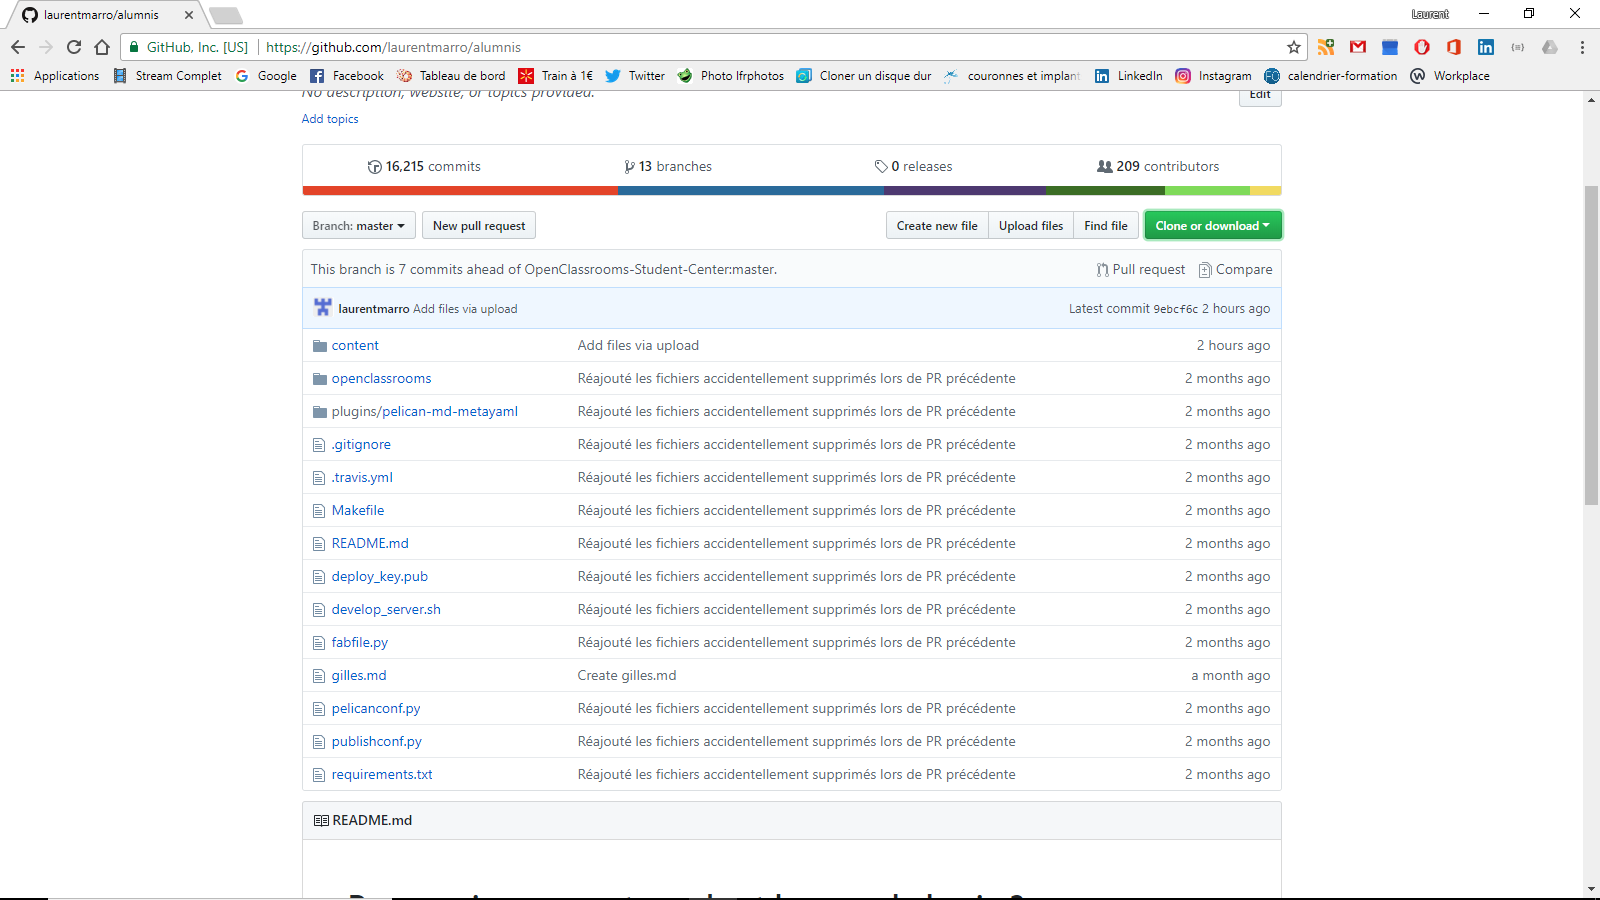 laurentmarro/alumnis
Laurent
GitHub, Inc. [US] https://github.com/laurentmarro/alumnis
Applications Stream Complet Google Facebook Tableau de bord Train à 1€ Twitter Photo lfrphotos Cloner un disque dur couronnes et implant LinkedIn Instagram calendrier-formation Workplace
No description, website, or topics provided. Edit
Add topics
16,215 commits 13 branches 0 releases 209 contributors
Branch: master New pull request Create new file Upload files Find file Clone or download
This branch is 7 commits ahead of OpenClassrooms-Student-Center:master. Pull request Compare
laurentmarro Add files via upload Latest commit 9ebcf6c 2 hours ago
content Add files via upload 2 hours ago
openclassrooms Réajouté les fichiers accidentellement supprimés lors de PR précédente 2 months ago
plugins/pelican-md-metayaml Réajouté les fichiers accidentellement supprimés lors de PR précédente 2 months ago
.gitignore Réajouté les fichiers accidentellement supprimés lors de PR précédente 2 months ago
.travis.yml Réajouté les fichiers accidentellement supprimés lors de PR précédente 2 months ago
Makefile Réajouté les fichiers accidentellement supprimés lors de PR précédente 2 months ago
README.md Réajouté les fichiers accidentellement supprimés lors de PR précédente 2 months ago
deploy_key.pub Réajouté les fichiers accidentellement supprimés lors de PR précédente 2 months ago
develop_server.sh Réajouté les fichiers accidentellement supprimés lors de PR précédente 2 months ago
fabfile.py Réajouté les fichiers accidentellement supprimés lors de PR précédente 2 months ago
gilles.md Create gilles.md a month ago
pelicanconf.py Réajouté les fichiers accidentellement supprimés lors de PR précédente 2 months ago
publishconf.py Réajouté les fichiers accidentellement supprimés lors de PR précédente 2 months ago
requirements.txt Réajouté les fichiers accidentellement supprimés lors de PR précédente 2 months ago
README.md